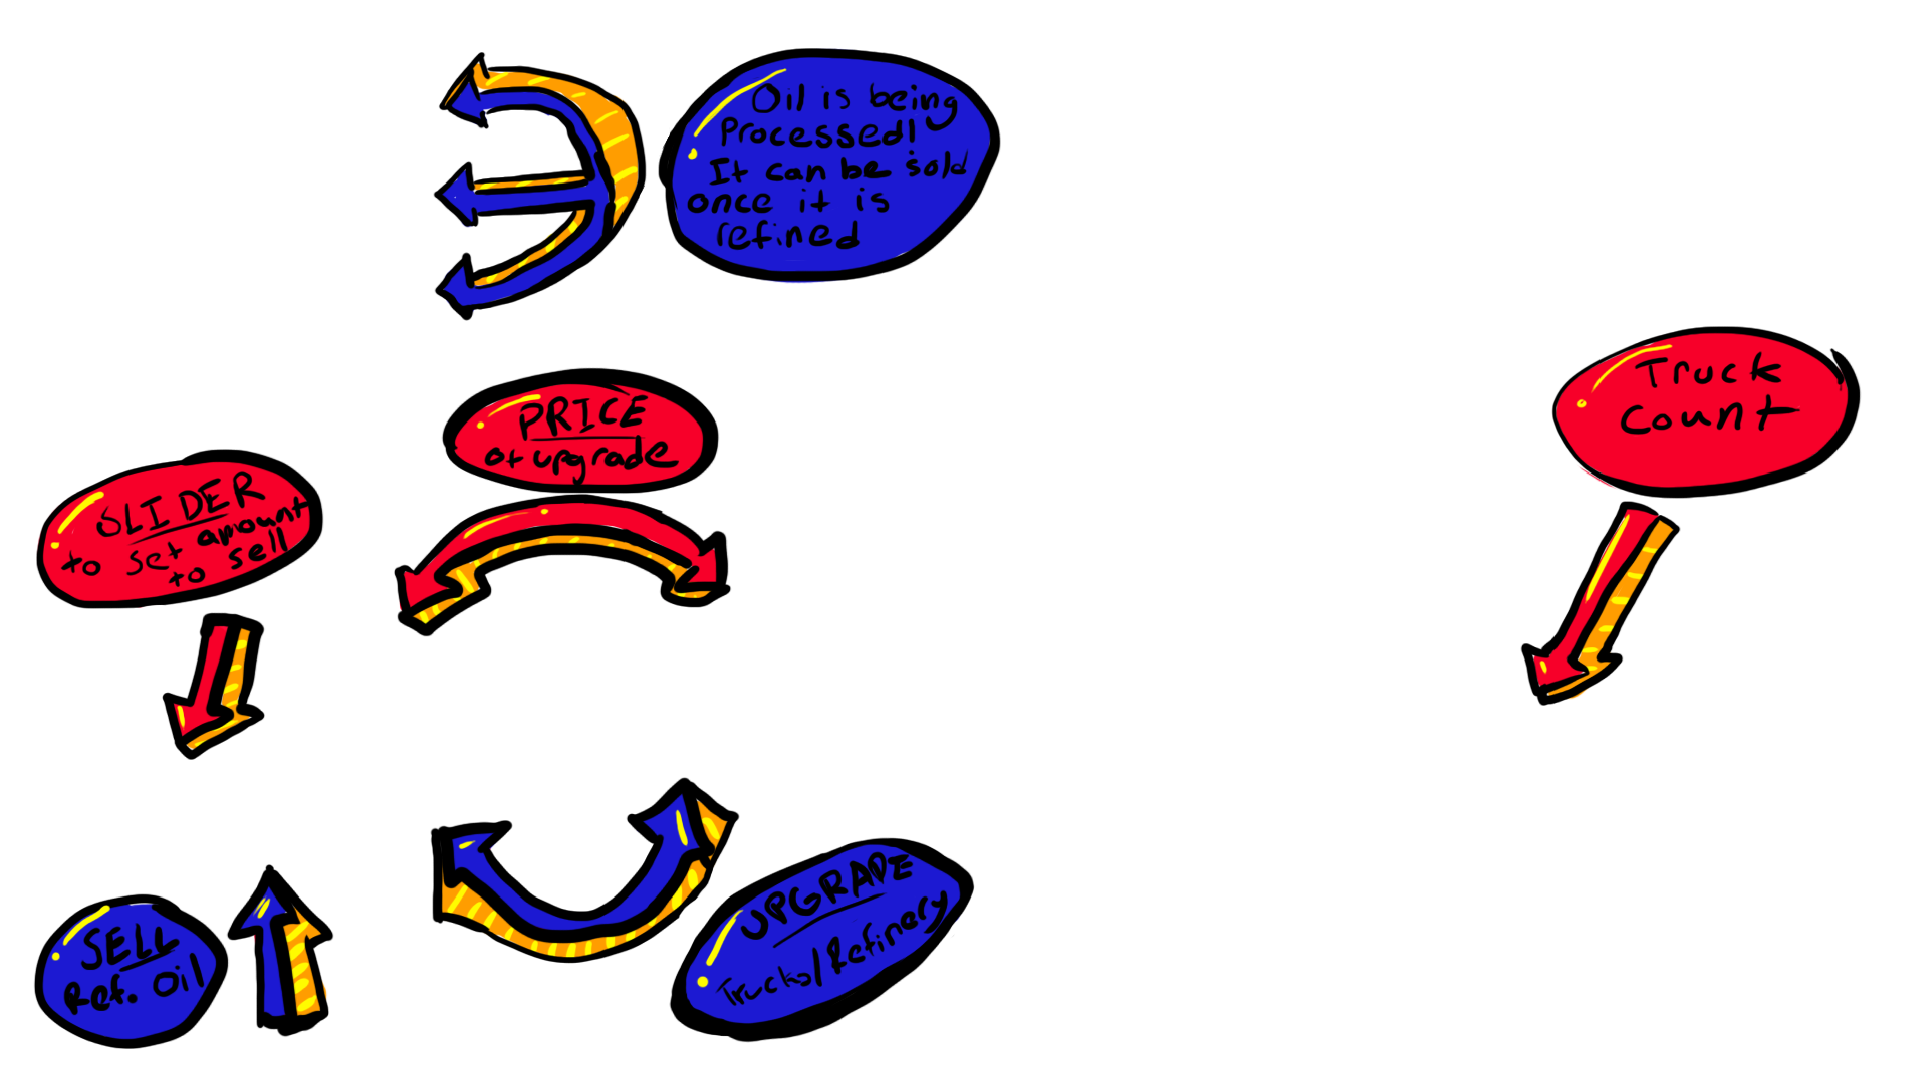 Oil is being
Processed!
It can be sold
once it is
refined
Truck
count
PRICE
of upgrade
SLIDER
to set amount
to sell
UPGRADE
Trucks/Refinery
SELL
Ref. Oil